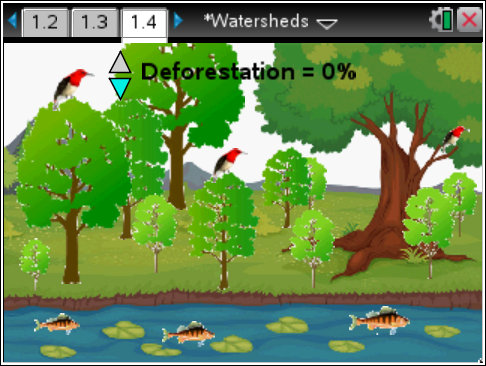 1.2 1.3 1.4 *Watersheds
Deforestation = 0%